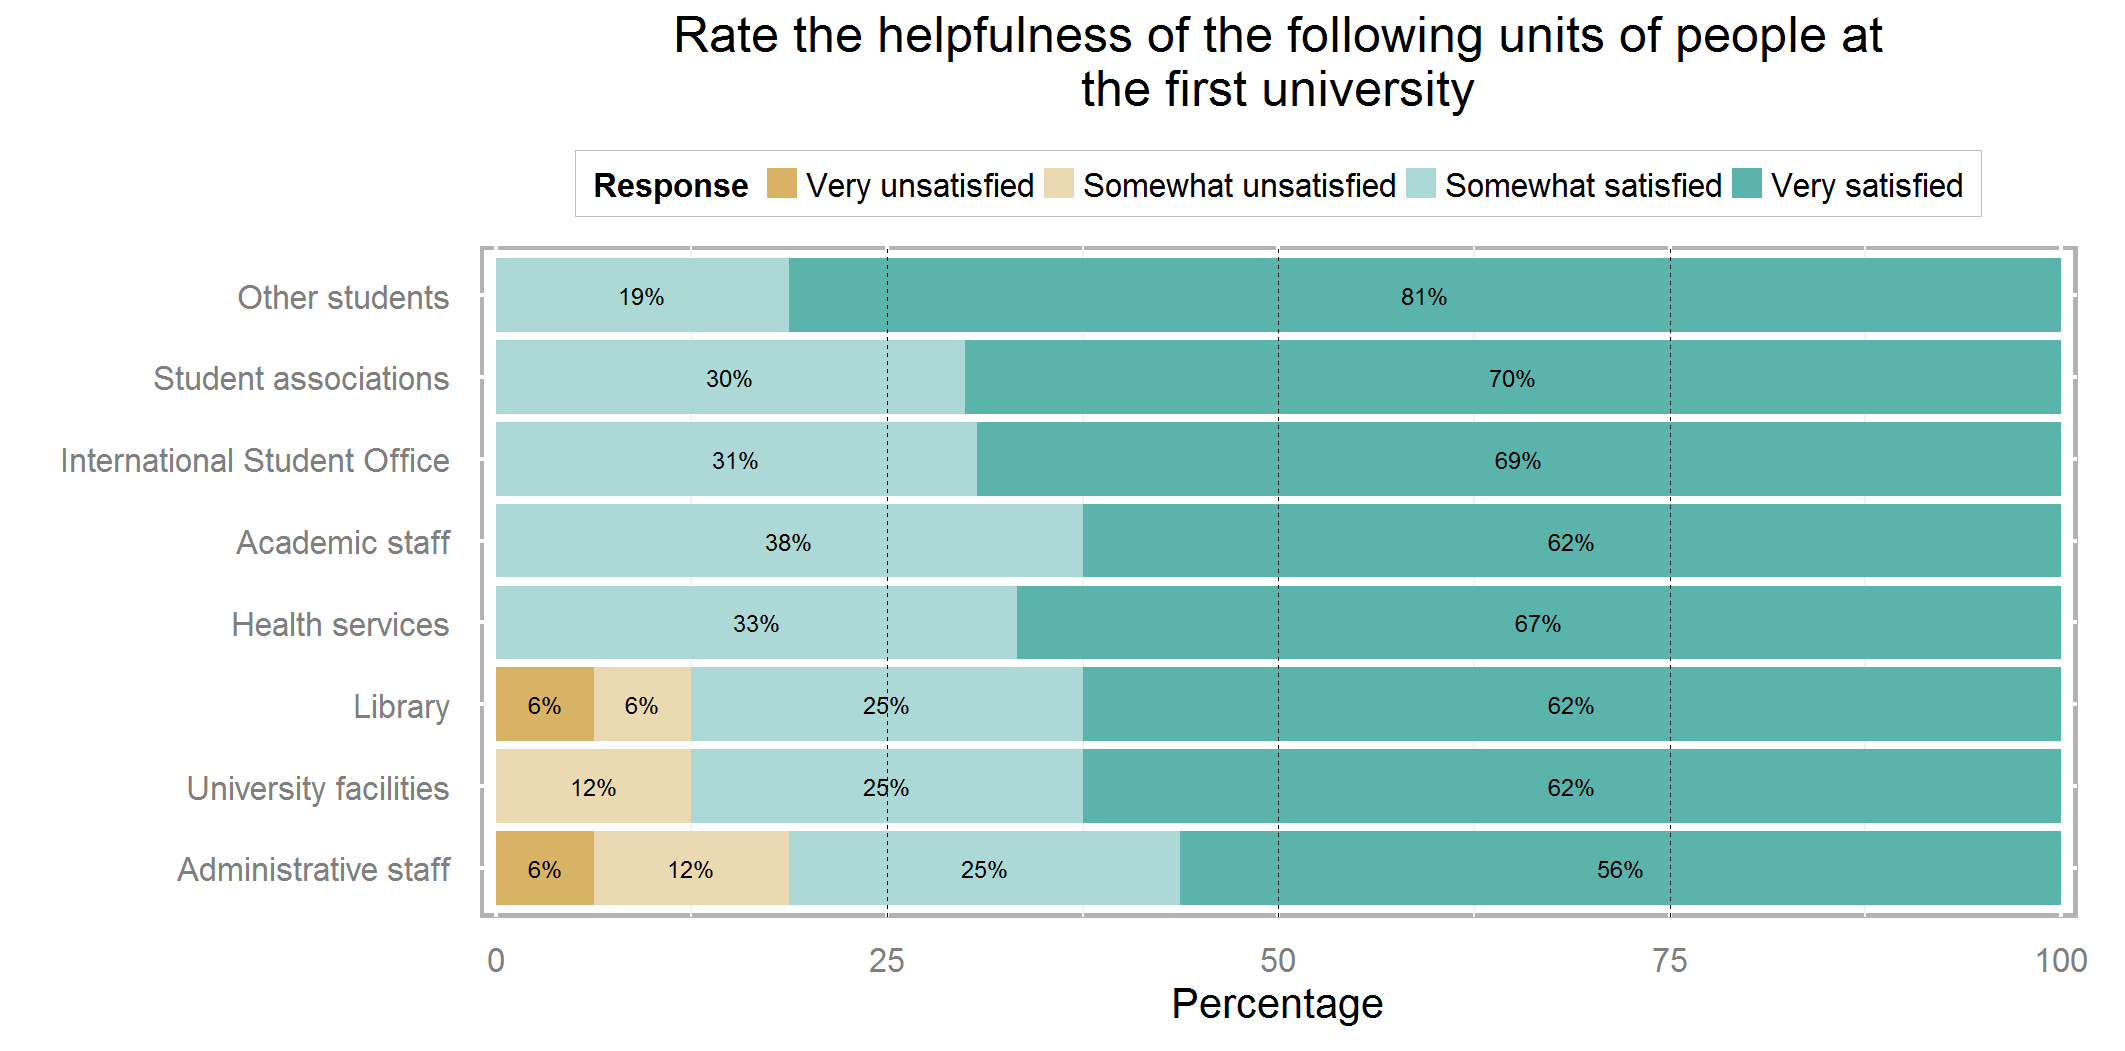 Rate the helpfulness of the following units of people at
the first university
Response Very unsatisfied Somewhat unsatisfied Somewhat satisfied Very satisfied
Other students 19% 81%
Student associations 30% 70%
International Student Office 31% 69%
Academic staff 38% 62%
Health services 33% 67%
Library 6% 6% 25% 62%
University facilities 12% 25% 62%
Administrative staff 6% 12% 25% 56%
0 25 50 75 100
Percentage